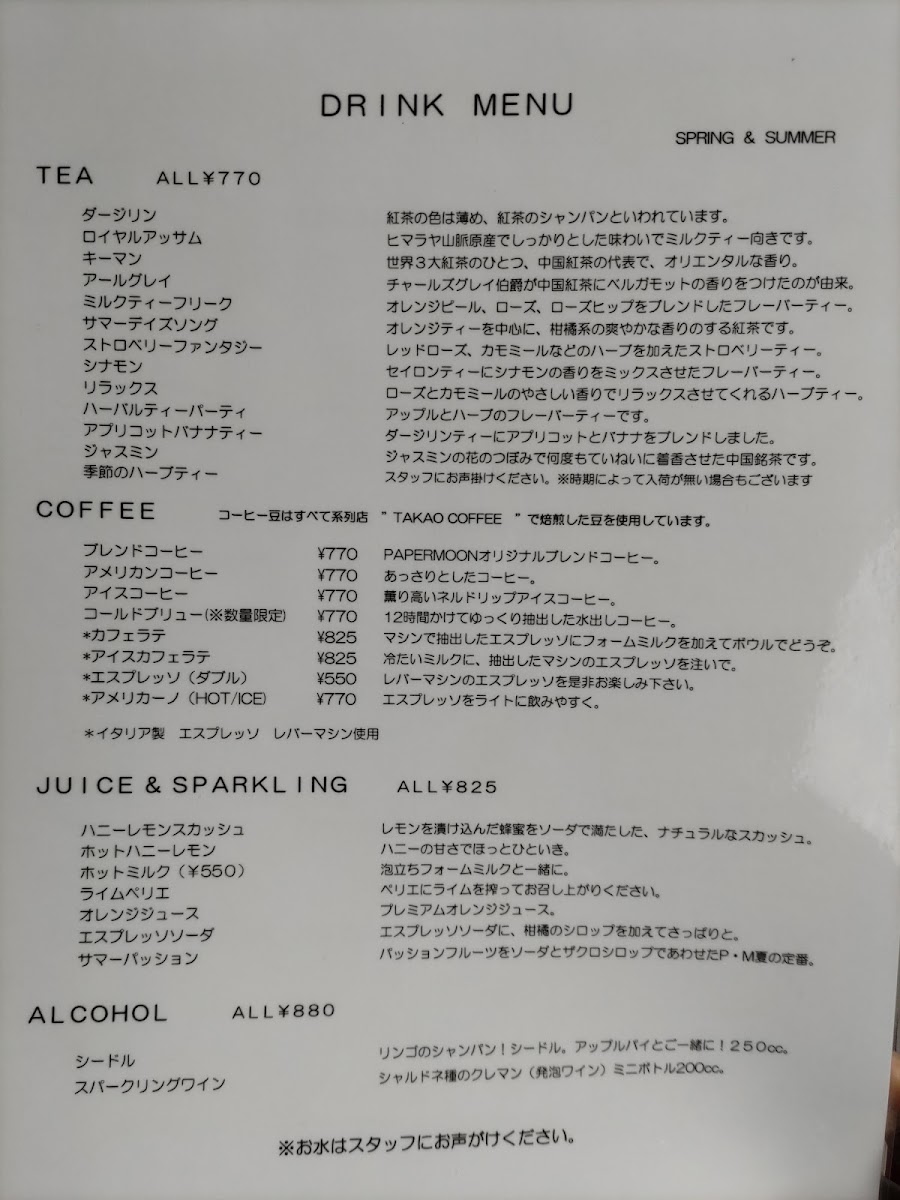 DRINK MENU
SPRING & SUMMER
TEA ALL¥770
ダージリン 紅茶の色は薄め、紅茶のシャンパンといわれています。
ロイヤルアッサム ヒマラヤ山脈原産でしっかりとした味わいでミルクティー向きです。
キーマン 世界3大紅茶のひとつ、中国紅茶の代表で、オリエンタルな香り。
アールグレイ チャールズグレイ伯爵が中国紅茶にベルガモットの香りをつけたのが由来。
ミルクティーフリーク オレンジピール、ローズ、ローズヒップをブレンドしたフレーバーティー。
サマーデイズソング オレンジティーを中心に、柑橘系の爽やかな香りのする紅茶です。
ストロベリーファンタジー レッドローズ、カモミールなどのハーブを加えたストロベリーティー。
シナモン セイロンティーにシナモンの香りをミックスさせたフレーバーティー。
リラックス ローズとカモミールのやさしい香りでリラックスさせてくれるハーブティー。
ハーバルティーパーティ アップルとハーブのフレーバーティーです。
アプリコットバナナティー ダージリンティーにアプリコットとバナナをブレンドしました。
ジャスミン ジャスミンの花のつぼみで何度もていねいに着香させた中国銘茶です。
季節のハーブティー スタッフにお声掛けください。※時期によって入荷が無い場合もございます
COFFEE コーヒー豆はすべて系列店 ”TAKAO COFFEE ”で焙煎した豆を使用しています。
ブレンドコーヒー ¥770 PAPERMOONオリジナルブレンドコーヒー。
アメリカンコーヒー ¥770 あっさりとしたコーヒー。
アイスコーヒー ¥770 薫り高いネルドリップアイスコーヒー。
コールドブリュー(※数量限定) ¥770 12時間かけてゆっくり抽出した水出しコーヒー。
*カフェラテ ¥825 マシンで抽出したエスプレッソにフォームミルクを加えてボウルでどうぞ。
*アイスカフェラテ ¥825 冷たいミルクに、抽出したマシンのエスプレッソを注いで。
*エスプレッソ（ダブル） ¥550 レバーマシンのエスプレッソを是非お楽しみ下さい。
*アメリカーノ（HOT/ICE) ¥770 エスプレッソをライトに飲みやすく。
＊イタリア製 エスプレッソ レバーマシン使用
JUICE & SPARKLING ALL¥825
ハニーレモンスカッシュ レモンを漬け込んだ蜂蜜をソーダで満たした、ナチュラルなスカッシュ。
ホットハニーレモン ハニーの甘さでほっとひといき。
ホットミルク（¥550） 泡立ちフォームミルクと一緒に。
ライムペリエ ペリエにライムを搾ってお召し上がりください。
オレンジジュース プレミアムオレンジジュース。
エスプレッソソーダ エスプレッソソーダに、柑橘のシロップを加えてさっぱりと。
サマーパッション パッションフルーツをソーダとザクロシロップであわせたP・M夏の定番。
ALCOHOL ALL¥880
シードル リンゴのシャンパン！シードル。アップルパイとご一緒に！250cc。
スパークリングワイン シャルドネ種のクレマン（発泡ワイン）ミニボトル200cc。
※お水はスタッフにお声がけください。